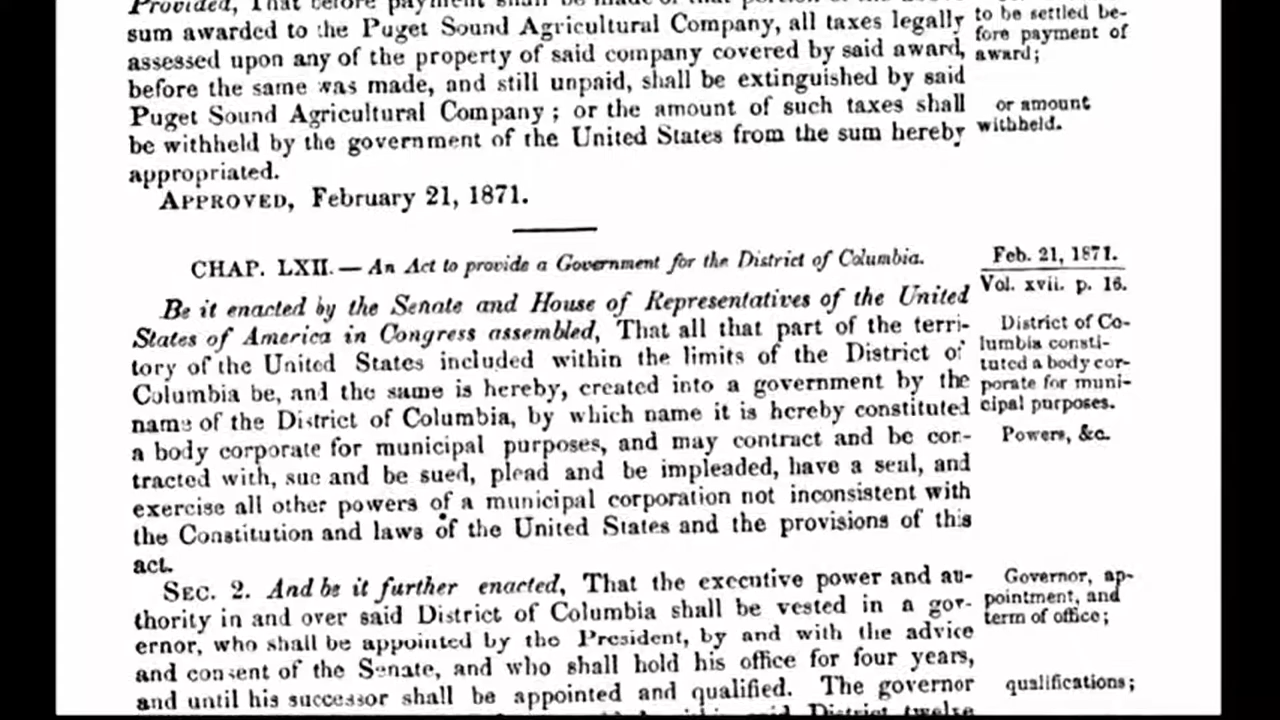 Provided, That before payment shall be made of that portion of the above
sum awarded to the Puget Sound Agricultural Company, all taxes legally
assessed upon any of the property of said company covered by said award,
before the same was made, and still unpaid, shall be extinguished by said
Puget Sound Agricultural Company; or the amount of such taxes shall
be withheld by the government of the United States from the sum hereby
appropriated.
APPROVED, February 21, 1871.
to be settled be-
fore payment of
award;
or amount
withheld.
CHAP. LXII. — An Act to provide a Government for the District of Columbia.
Be it enacted by the Senate and House of Representatives of the United
States of America in Congress assembled, That all that part of the terri-
tory of the United States included within the limits of the District of
Columbia be, and the same is hereby, created into a government by the
name of the District of Columbia, by which name it is hereby constituted
a body corporate for municipal purposes, and may contract and be con-
tracted with, sue and be sued, plead and be impleaded, have a seal, and
exercise all other powers of a municipal corporation not inconsistent with
the Constitution and laws of the United States and the provisions of this
act.
Feb. 21, 1871.
Vol. xvii. p. 16.
District of Co-
lumbia consti-
tuted a body cor-
porate for muni-
cipal purposes.
Powers, &c.
SEC. 2. And be it further enacted, That the executive power and au-
thority in and over said District of Columbia shall be vested in a gov-
ernor, who shall be appointed by the President, by and with the advice
and consent of the Senate, and who shall hold his office for four years,
and until his successor shall be appointed and qualified. The governor
said District twelve
Governor, ap-
pointment, and
term of office;
qualifications;